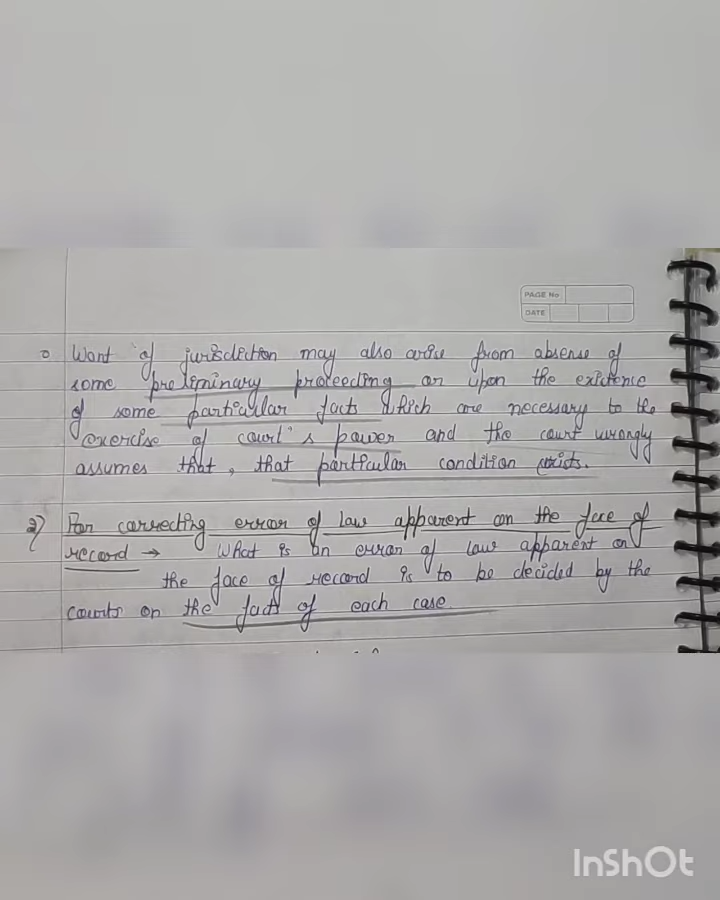 PAGE No
DATE
o Want of jurisdiction may also arise from absense of
some preliminary proceeding or upon the existence
of some particular facts which are necessary to the
exercise of court's power and the court wrongly
assumes that, that particular condition exists.
2) For correcting error of law apparent on the face of
record → What is an error of law apparent on
the face of record is to be decided by the
courts on the fact of each case
InShOt